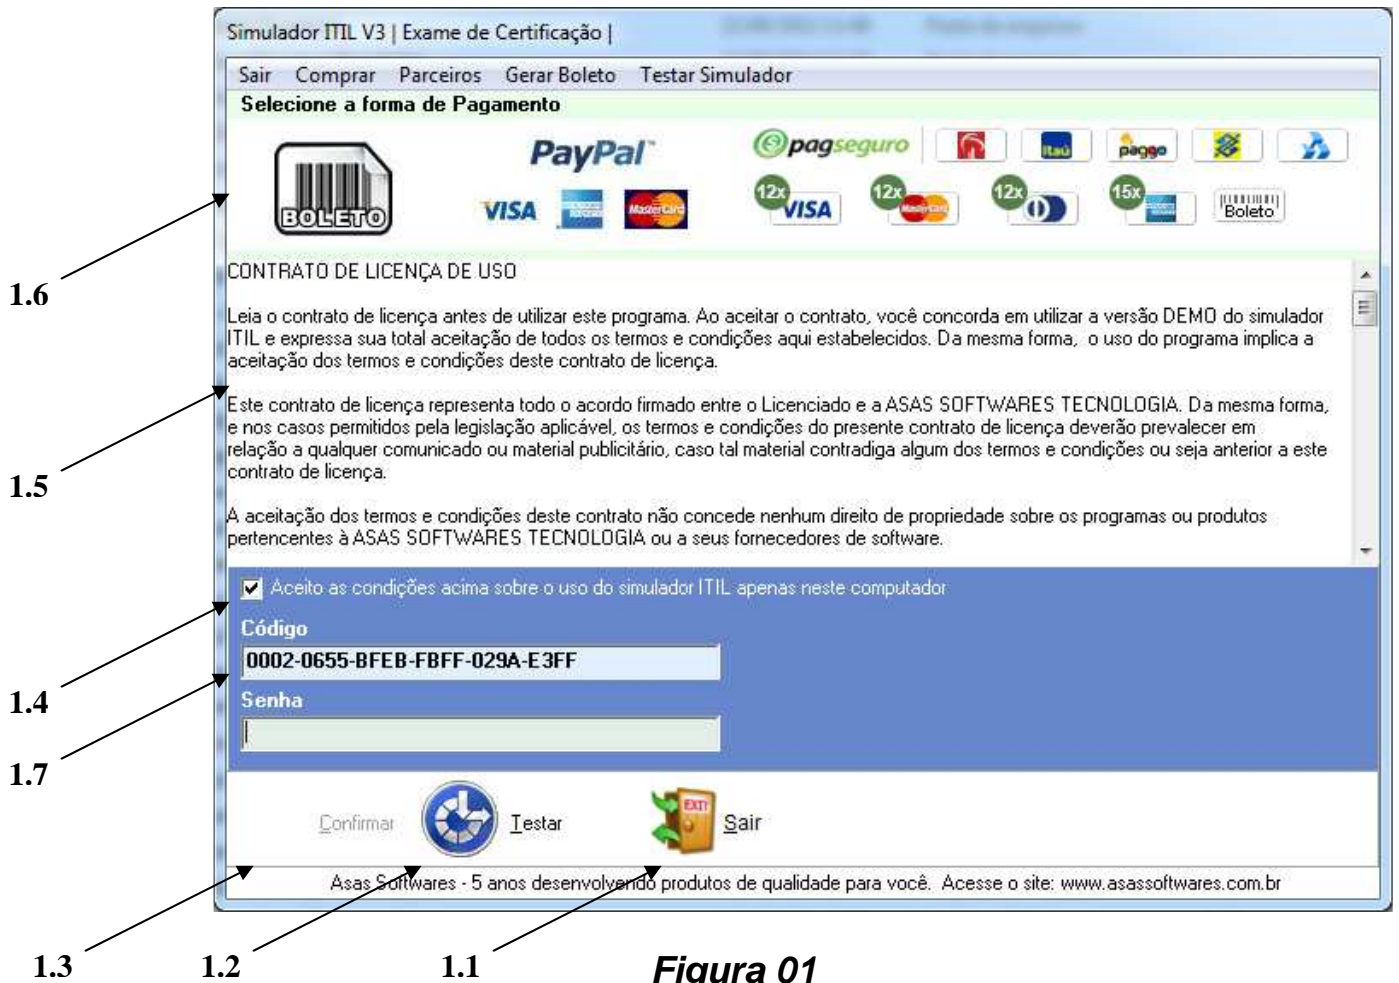 Simulador ITIL V3 | Exame de Certificação |
Sair Comprar Parceiros Gerar Boleto Testar Simulador
Selecione a forma de Pagamento
PayPal™ pagseguro Itaú paggo
BOLETO VISA MasterCard 12x VISA 12x MasterCard 12x 15x Boleto
1.6
CONTRATO DE LICENÇA DE USO
Leia o contrato de licença antes de utilizar este programa. Ao aceitar o contrato, você concorda em utilizar a versão DEMO do simulador
ITIL e expressa sua total aceitação de todos os termos e condições aqui estabelecidos. Da mesma forma, o uso do programa implica a
aceitação dos termos e condições deste contrato de licença.
Este contrato de licença representa todo o acordo firmado entre o Licenciado e a ASAS SOFTWARES TECNOLOGIA. Da mesma forma,
e nos casos permitidos pela legislação aplicável, os termos e condições do presente contrato de licença deverão prevalecer em
relação a qualquer comunicado ou material publicitário, caso tal material contradiga algum dos termos e condições ou seja anterior a este
contrato de licença.
1.5
A aceitação dos termos e condições deste contrato não concede nenhum direito de propriedade sobre os programas ou produtos
pertencentes à ASAS SOFTWARES TECNOLOGIA ou a seus fornecedores de software.
Aceito as condições acima sobre o uso do simulador ITIL apenas neste computador
Código
0002-0655-BFEB-FBFF-029A-E3FF
1.4
Senha
1.7
Confirmar Testar EXIT Sair
Asas Softwares - 5 anos desenvolvendo produtos de qualidade para você. Acesse o site: www.asassoftwares.com.br
1.3 1.2 1.1 Figura 01